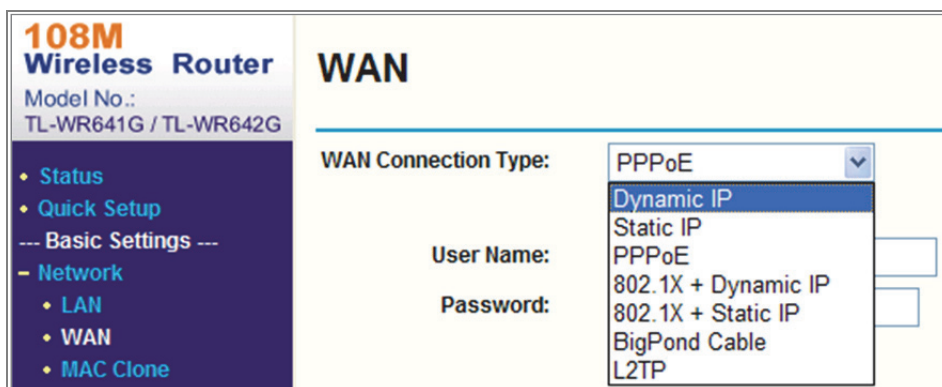 108M
Wireless Router
Model No.:
TL-WR641G / TL-WR642G
• Status
• Quick Setup
--- Basic Settings ---
– Network
• LAN
• WAN
• MAC Clone
WAN
WAN Connection Type:
PPPoE
Dynamic IP
Static IP
PPPoE
802.1X + Dynamic IP
802.1X + Static IP
BigPond Cable
L2TP
User Name:
Password: